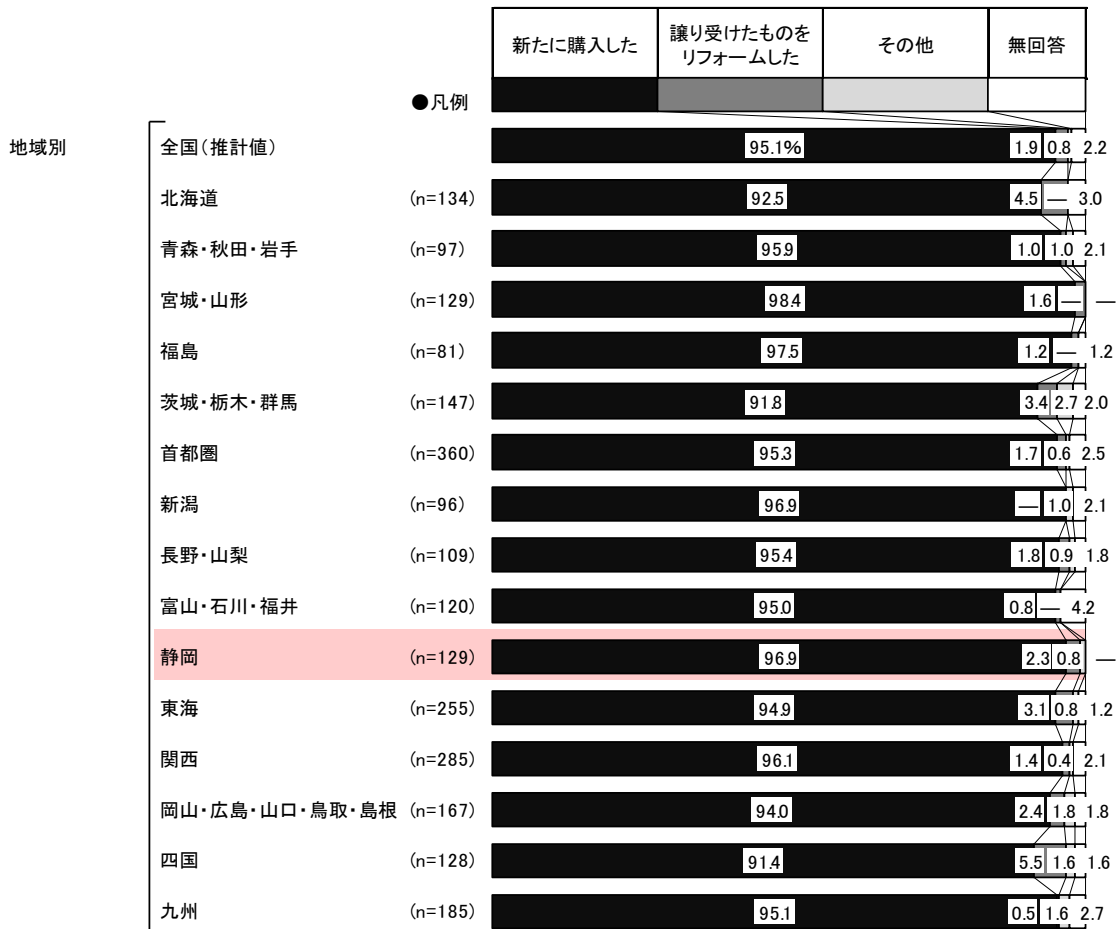 新たに購入した 譲り受けたものを その他 無回答
リフォームした
●凡例
地域別 全国(推計値) 95.1% 1.9 0.8 2.2
北海道 (n=134) 92.5 4.5 — 3.0
青森・秋田・岩手 (n=97) 95.9 1.0 1.0 2.1
宮城・山形 (n=129) 98.4 1.6 — —
福島 (n=81) 97.5 1.2 — 1.2
茨城・栃木・群馬 (n=147) 91.8 3.4 2.7 2.0
首都圏 (n=360) 95.3 1.7 0.6 2.5
新潟 (n=96) 96.9 — 1.0 2.1
長野・山梨 (n=109) 95.4 1.8 0.9 1.8
富山・石川・福井 (n=120) 95.0 0.8 — 4.2
静岡 (n=129) 96.9 2.3 0.8 —
東海 (n=255) 94.9 3.1 0.8 1.2
関西 (n=285) 96.1 1.4 0.4 2.1
岡山・広島・山口・鳥取・島根 (n=167) 94.0 2.4 1.8 1.8
四国 (n=128) 91.4 5.5 1.6 1.6
九州 (n=185) 95.1 0.5 1.6 2.7